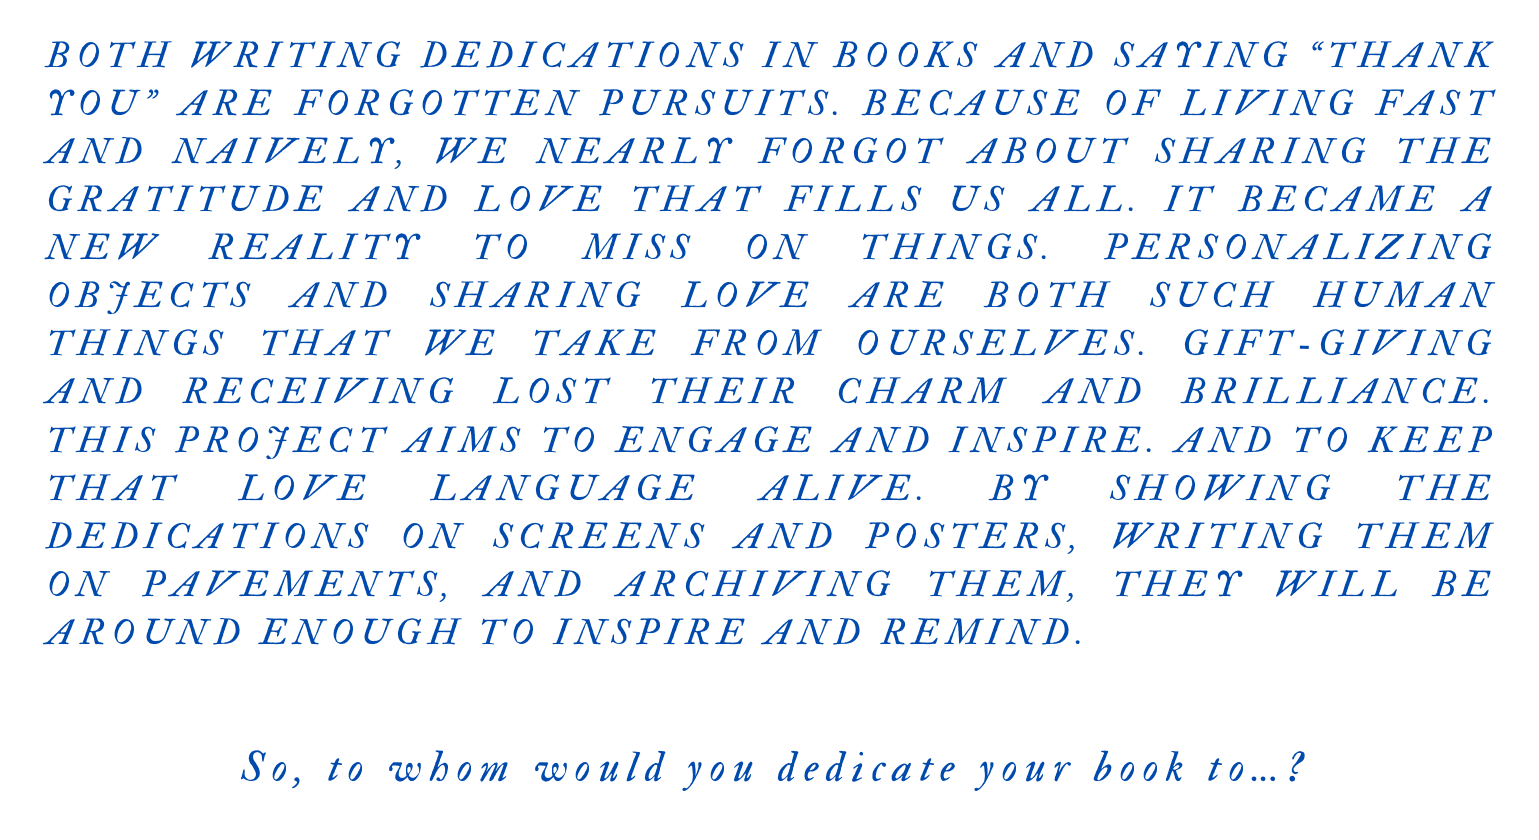 BOTH WRITING DEDICATIONS IN BOOKS AND SAYING “THANK
YOU” ARE FORGOTTEN PURSUITS. BECAUSE OF LIVING FAST
AND NAIVELY, WE NEARLY FORGOT ABOUT SHARING THE
GRATITUDE AND LOVE THAT FILLS US ALL. IT BECAME A
NEW REALITY TO MISS ON THINGS. PERSONALIZING
OBJECTS AND SHARING LOVE ARE BOTH SUCH HUMAN
THINGS THAT WE TAKE FROM OURSELVES. GIFT-GIVING
AND RECEIVING LOST THEIR CHARM AND BRILLIANCE.
THIS PROJECT AIMS TO ENGAGE AND INSPIRE. AND TO KEEP
THAT LOVE LANGUAGE ALIVE. BY SHOWING THE
DEDICATIONS ON SCREENS AND POSTERS, WRITING THEM
ON PAVEMENTS, AND ARCHIVING THEM, THEY WILL BE
AROUND ENOUGH TO INSPIRE AND REMIND.
So, to whom would you dedicate your book to...?